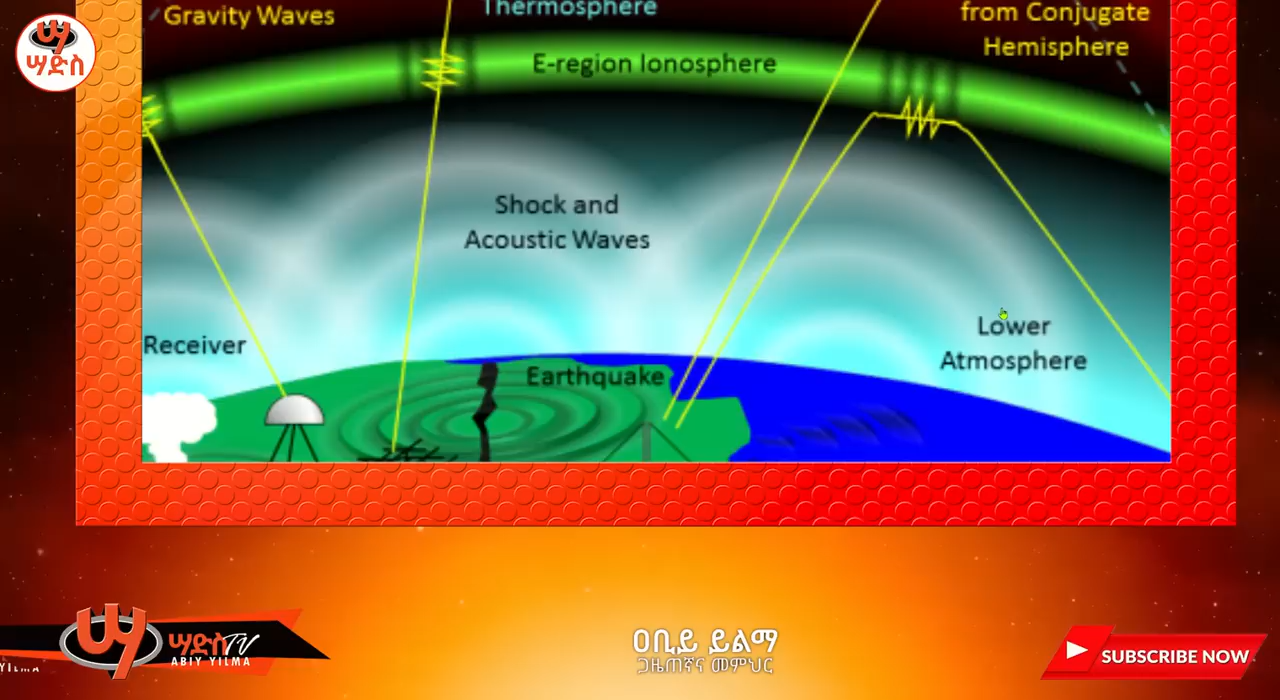 Gravity Waves
Thermosphere
from Conjugate
Hemisphere
ሣድስ
E-region Ionosphere
Shock and
Acoustic Waves
Receiver
Lower
Atmosphere
Earthquake
ሣድስTV
ABIY YILMA
ዐቢይ ይልማ
ጋዜጠኛና መምህር
SUBSCRIBE NOW